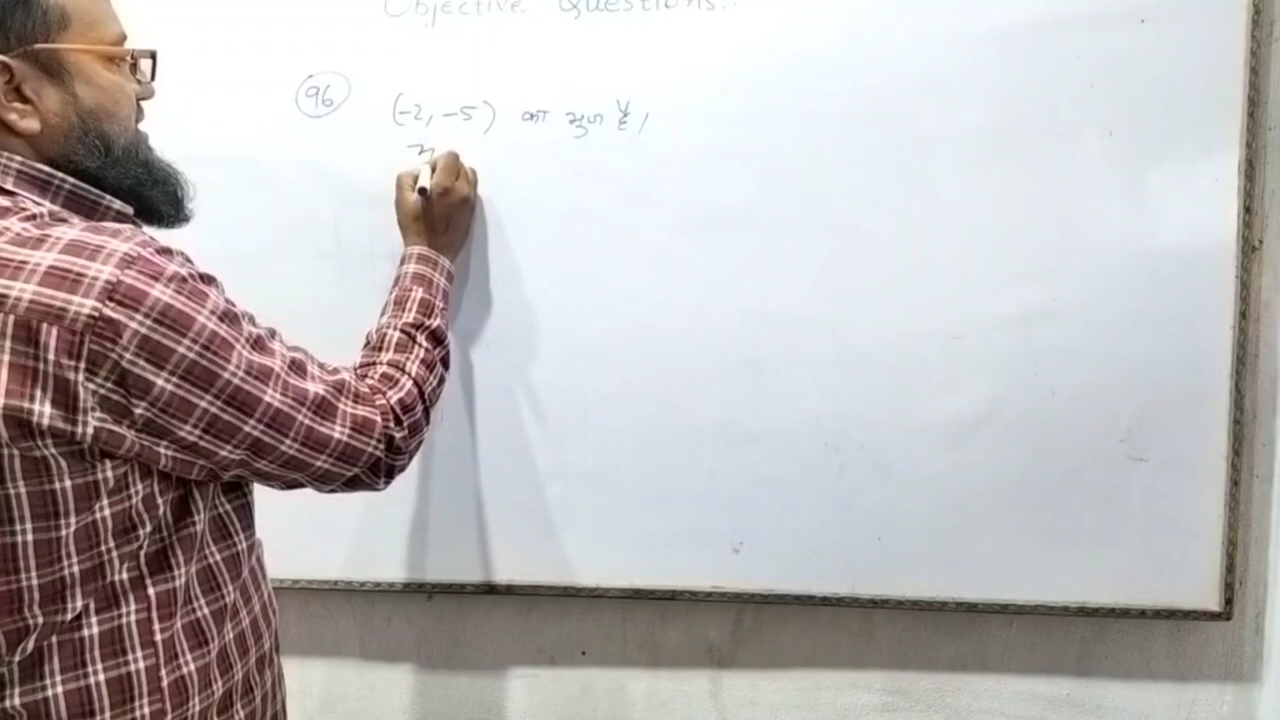 Objective Questions:
96 (-2, -5) का भुज है।